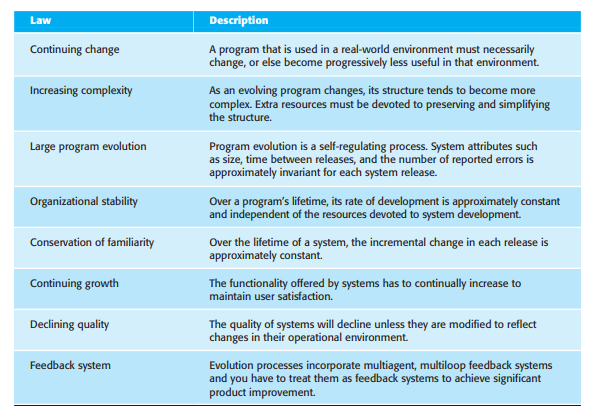 Law Description
Continuing change A program that is used in a real-world environment must necessarily
change, or else become progressively less useful in that environment.
Increasing complexity As an evolving program changes, its structure tends to become more
complex. Extra resources must be devoted to preserving and simplifying
the structure.
Large program evolution Program evolution is a self-regulating process. System attributes such
as size, time between releases, and the number of reported errors is
approximately invariant for each system release.
Organizational stability Over a program's lifetime, its rate of development is approximately constant
and independent of the resources devoted to system development.
Conservation of familiarity Over the lifetime of a system, the incremental change in each release is
approximately constant.
Continuing growth The functionality offered by systems has to continually increase to
maintain user satisfaction.
Declining quality The quality of systems will decline unless they are modified to reflect
changes in their operational environment.
Feedback system Evolution processes incorporate multiagent, multiloop feedback systems
and you have to treat them as feedback systems to achieve significant
product improvement.